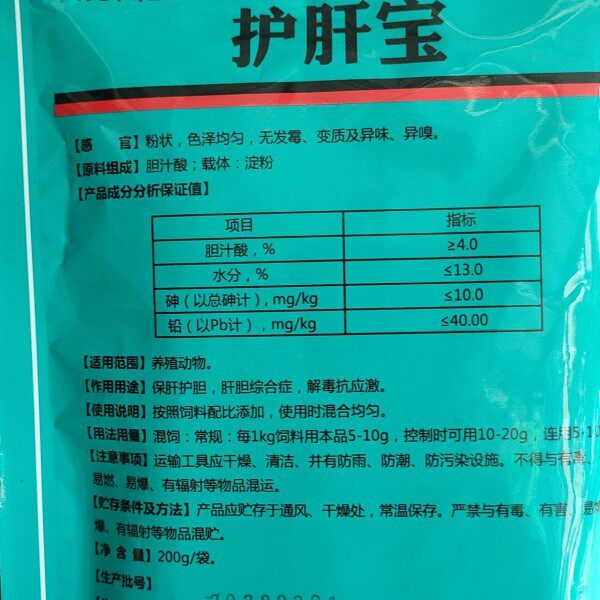 护肝宝
【感 官】粉状，色泽均匀，无发霉、变质及异味、异嗅。
【原料组成】胆汁酸；载体：淀粉
【产品成分分析保证值】
项目 指标
胆汁酸，% ≥4.0
水分，% ≤13.0
砷（以总砷计），mg/kg ≤10.0
铅（以Pb计），mg/kg ≤40.00
【适用范围】养殖动物。
【作用用途】保肝护胆，肝胆综合症，解毒抗应激。
【使用说明】按照饲料配比添加，使用时混合均匀。
【用法用量】混饲：常规：每1kg饲料用本品5-10g，控制时可用10-20g，连用5-10
【注意事项】运输工具应干燥、清洁、并有防雨、防潮、防污染设施。不得与有毒、
易燃、易爆、有辐射等物品混运。
【贮存条件及方法】产品应贮存于通风、干燥处，常温保存。严禁与有毒、有害、易燃
爆、有辐射等物品混贮。
【净 含 量】200g/袋。
【生产批号】